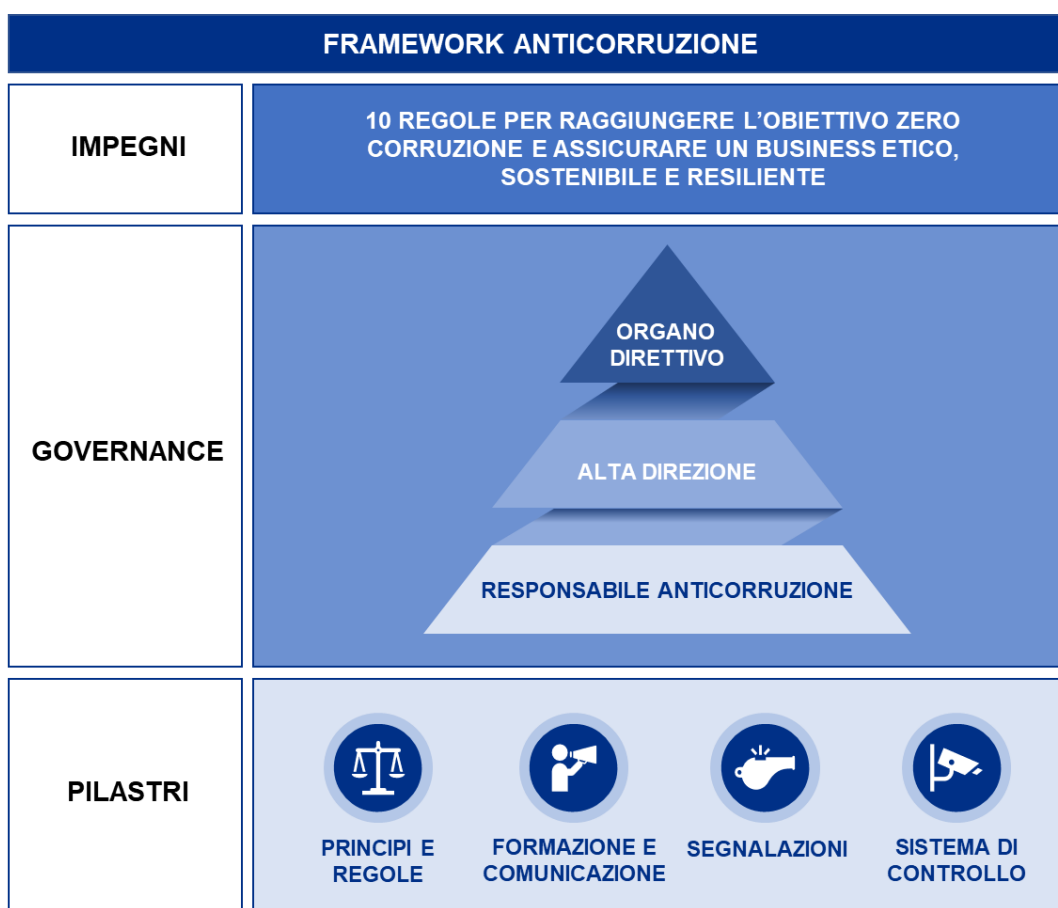 FRAMEWORK ANTICORRUZIONE
IMPEGNI
10 REGOLE PER RAGGIUNGERE L'OBIETTIVO ZERO
CORRUZIONE E ASSICURARE UN BUSINESS ETICO,
SOSTENIBILE E RESILIENTE
GOVERNANCE
ORGANO
DIRETTIVO
ALTA DIREZIONE
RESPONSABILE ANTICORRUZIONE
PILASTRI
PRINCIPI E
REGOLE
FORMAZIONE E
COMUNICAZIONE
SEGNALAZIONI
SISTEMA DI
CONTROLLO